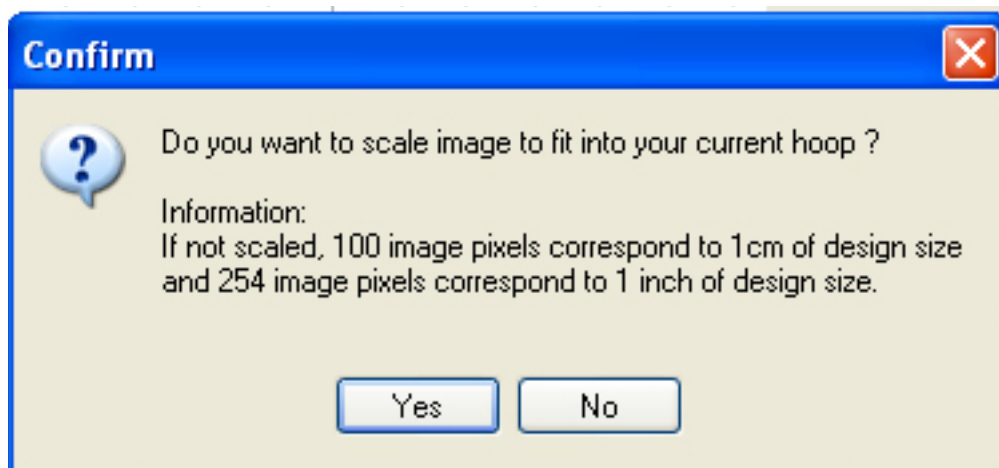 Confirm
Do you want to scale image to fit into your current hoop ?
Information:
If not scaled, 100 image pixels correspond to 1cm of design size
and 254 image pixels correspond to 1 inch of design size.
Yes
No